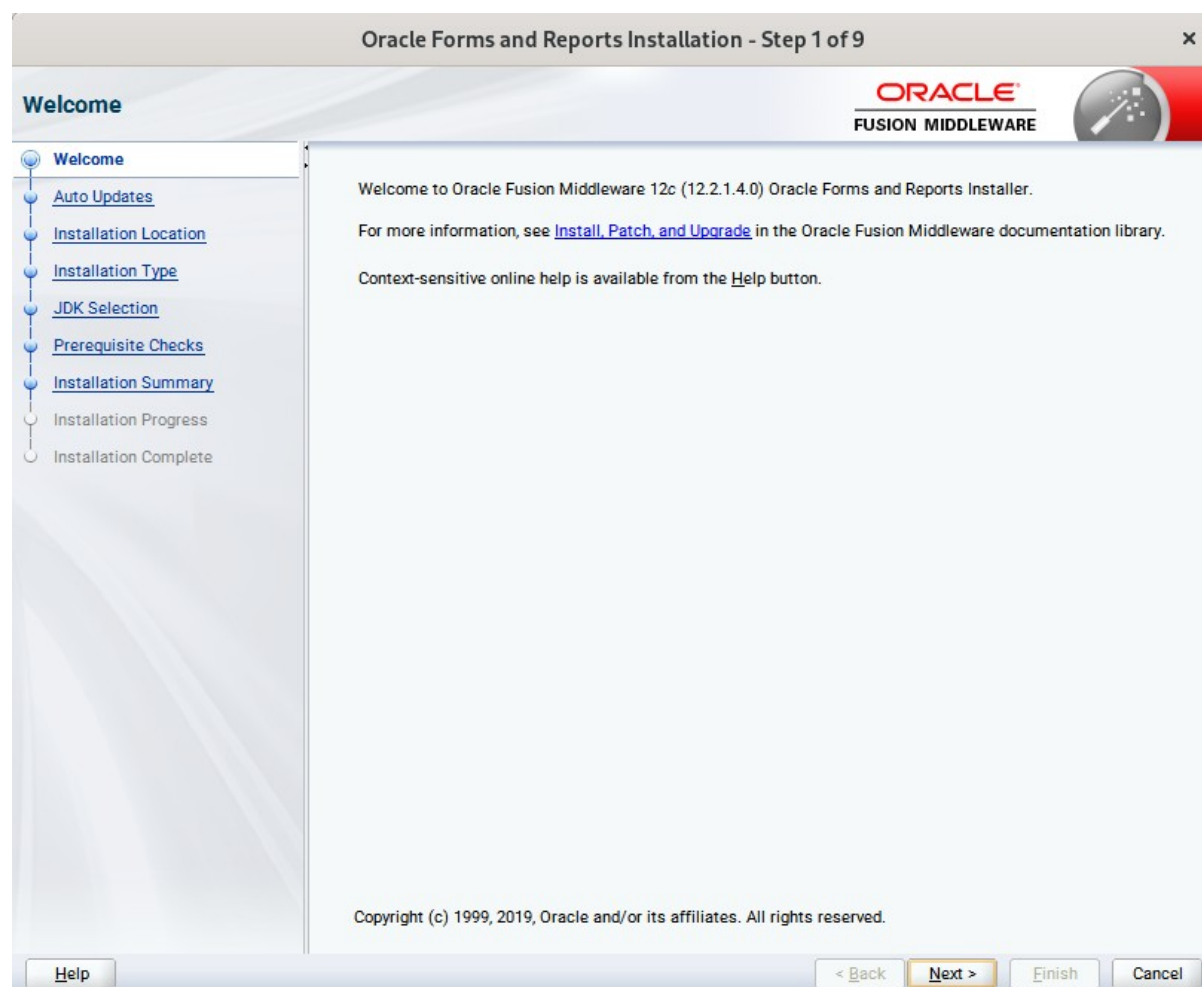 Oracle Forms and Reports Installation - Step 1 of 9
Welcome
ORACLE
FUSION MIDDLEWARE
Welcome
Auto Updates
Installation Location
Installation Type
JDK Selection
Prerequisite Checks
Installation Summary
Installation Progress
Installation Complete
Welcome to Oracle Fusion Middleware 12c (12.2.1.4.0) Oracle Forms and Reports Installer.
For more information, see Install, Patch, and Upgrade in the Oracle Fusion Middleware documentation library.
Context-sensitive online help is available from the Help button.
Copyright (c) 1999, 2019, Oracle and/or its affiliates. All rights reserved.
Help
< Back
Next >
Finish
Cancel